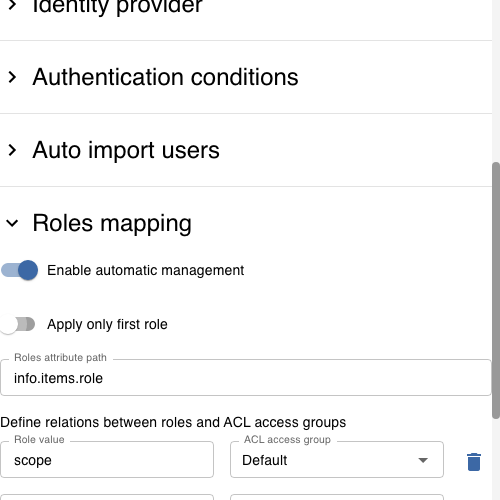 Identity provider
Authentication conditions
Auto import users
Roles mapping
Enable automatic management
Apply only first role
Roles attribute path
info.items.role
Define relations between roles and ACL access groups
Role value
ACL access group
scope
Default